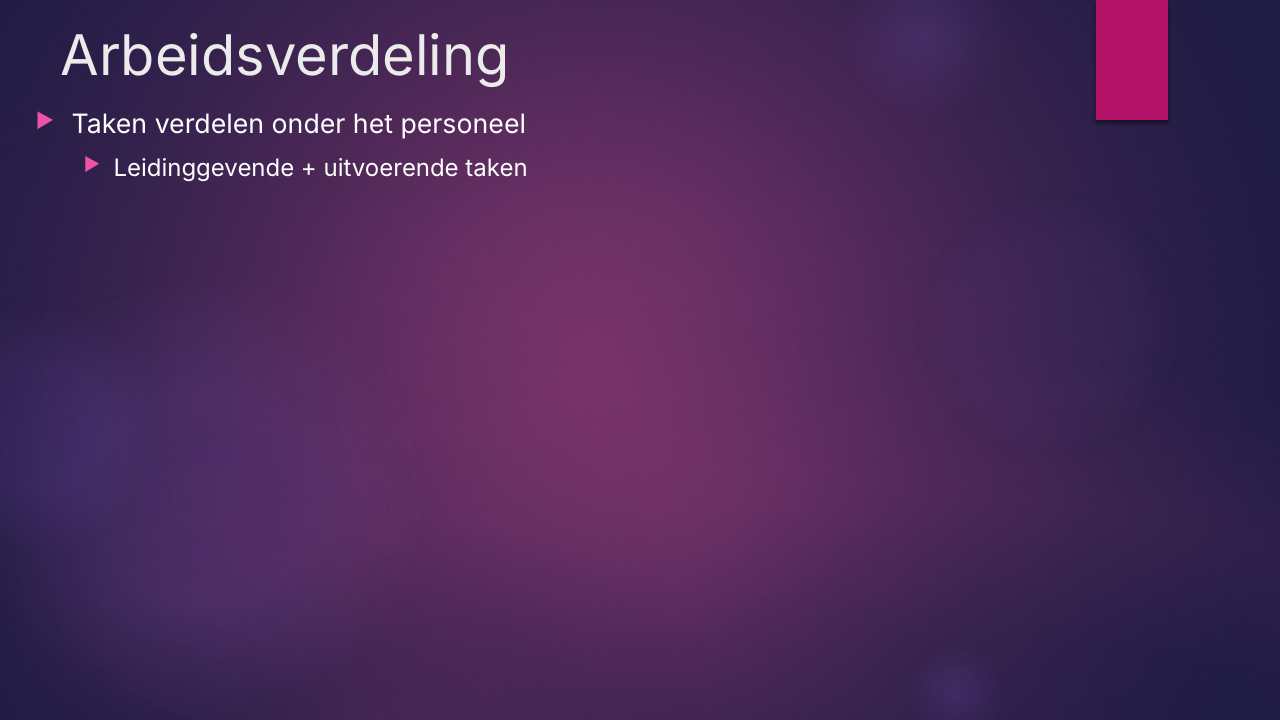 Arbeidsverdeling
Taken verdelen onder het personeel
Leidinggevende + uitvoerende taken